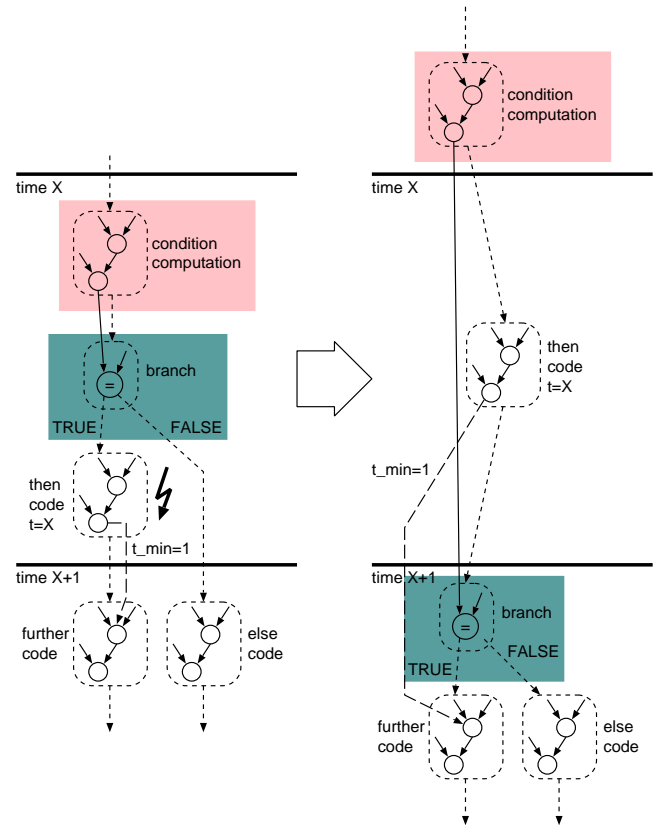 time X
condition
computation
branch
=
TRUE
FALSE
then
code
t=X
t_min=1
time X+1
further
code
else
code
condition
computation
time X
then
code
t=X
t_min=1
time X+1
branch
=
FALSE
TRUE
further
code
else
code